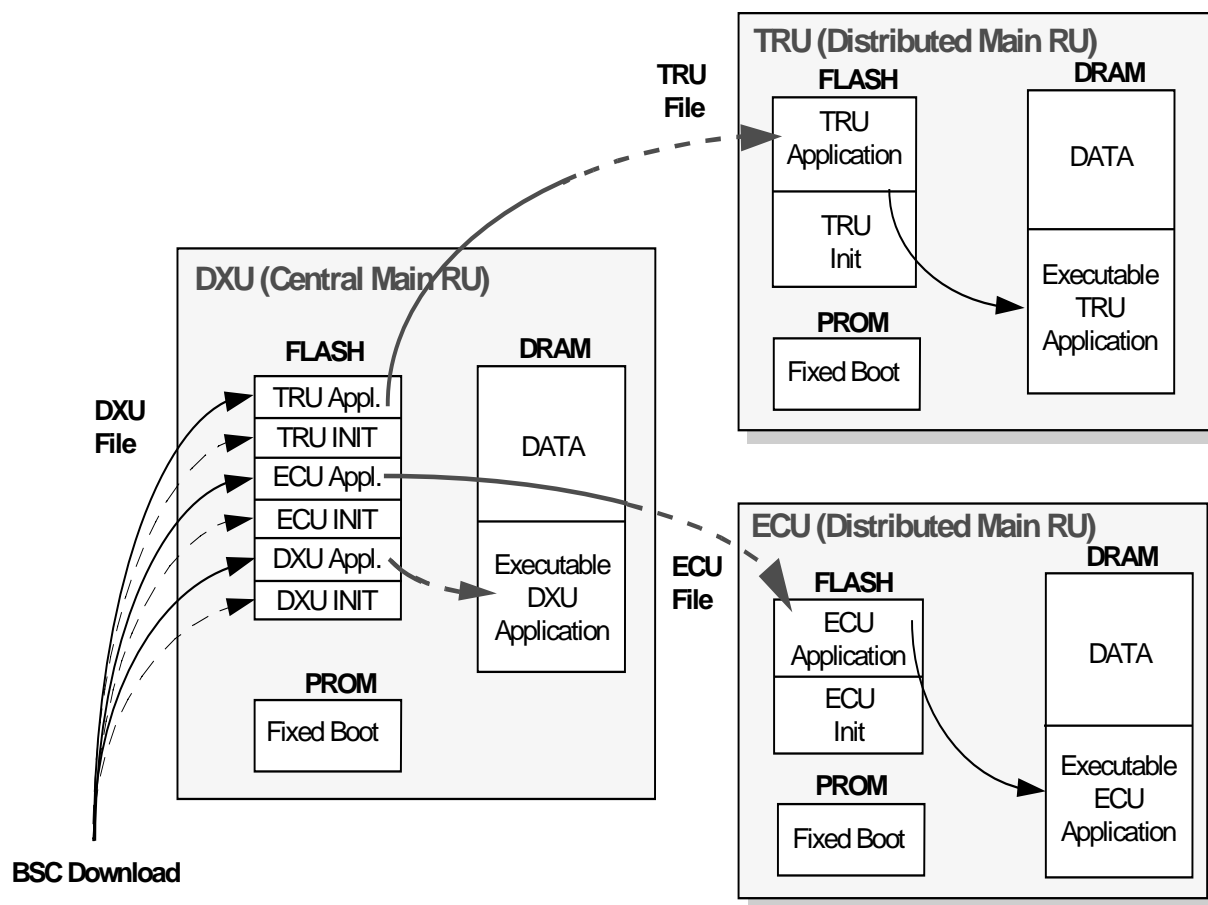 TRU (Distributed Main RU)
FLASH
DRAM
TRU
File
TRU
Application
DATA
TRU
Init
Executable
TRU
Application
PROM
Fixed Boot
DXU (Central Main RU)
FLASH
DRAM
DXU
File
TRU Appl.
TRU INIT
ECU Appl.
ECU INIT
DXU Appl.
DXU INIT
DATA
Executable
DXU
Application
PROM
Fixed Boot
BSC Download
ECU
File
ECU (Distributed Main RU)
DRAM
FLASH
ECU
Application
DATA
ECU
Init
Executable
ECU
Application
PROM
Fixed Boot